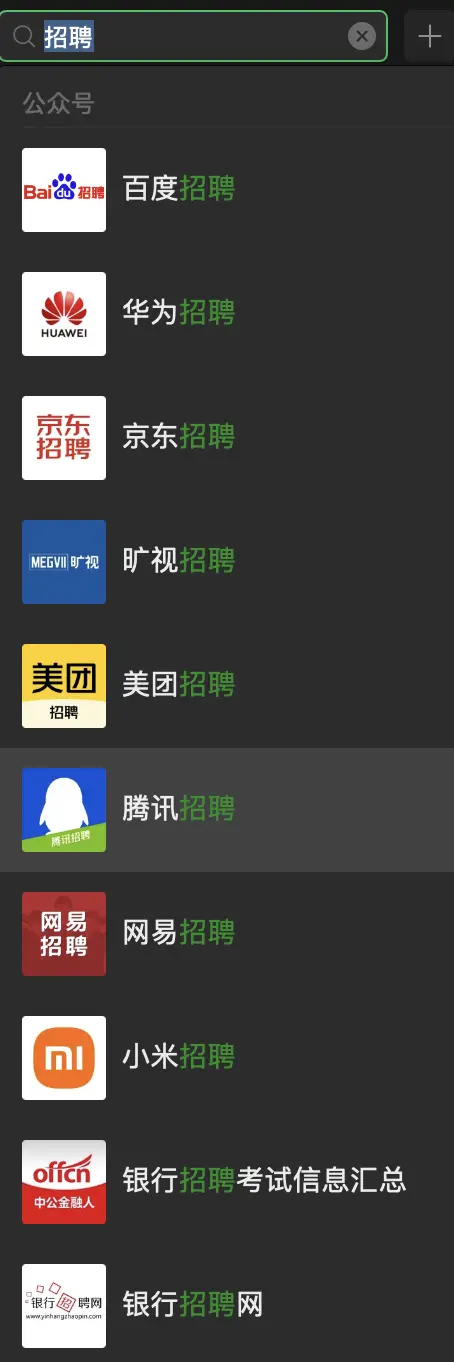 招聘
公众号
Bai du 招聘
百度招聘
HUAWEI
华为招聘
京东
招聘
京东招聘
MEGVII 旷视
旷视招聘
美团
招聘
美团招聘
腾讯招聘
腾讯招聘
网易
招聘
网易招聘
mi
小米招聘
offcn
中公金融人
银行招聘考试信息汇总
银行招聘网
www.yinhangzhaopin.com
银行招聘网